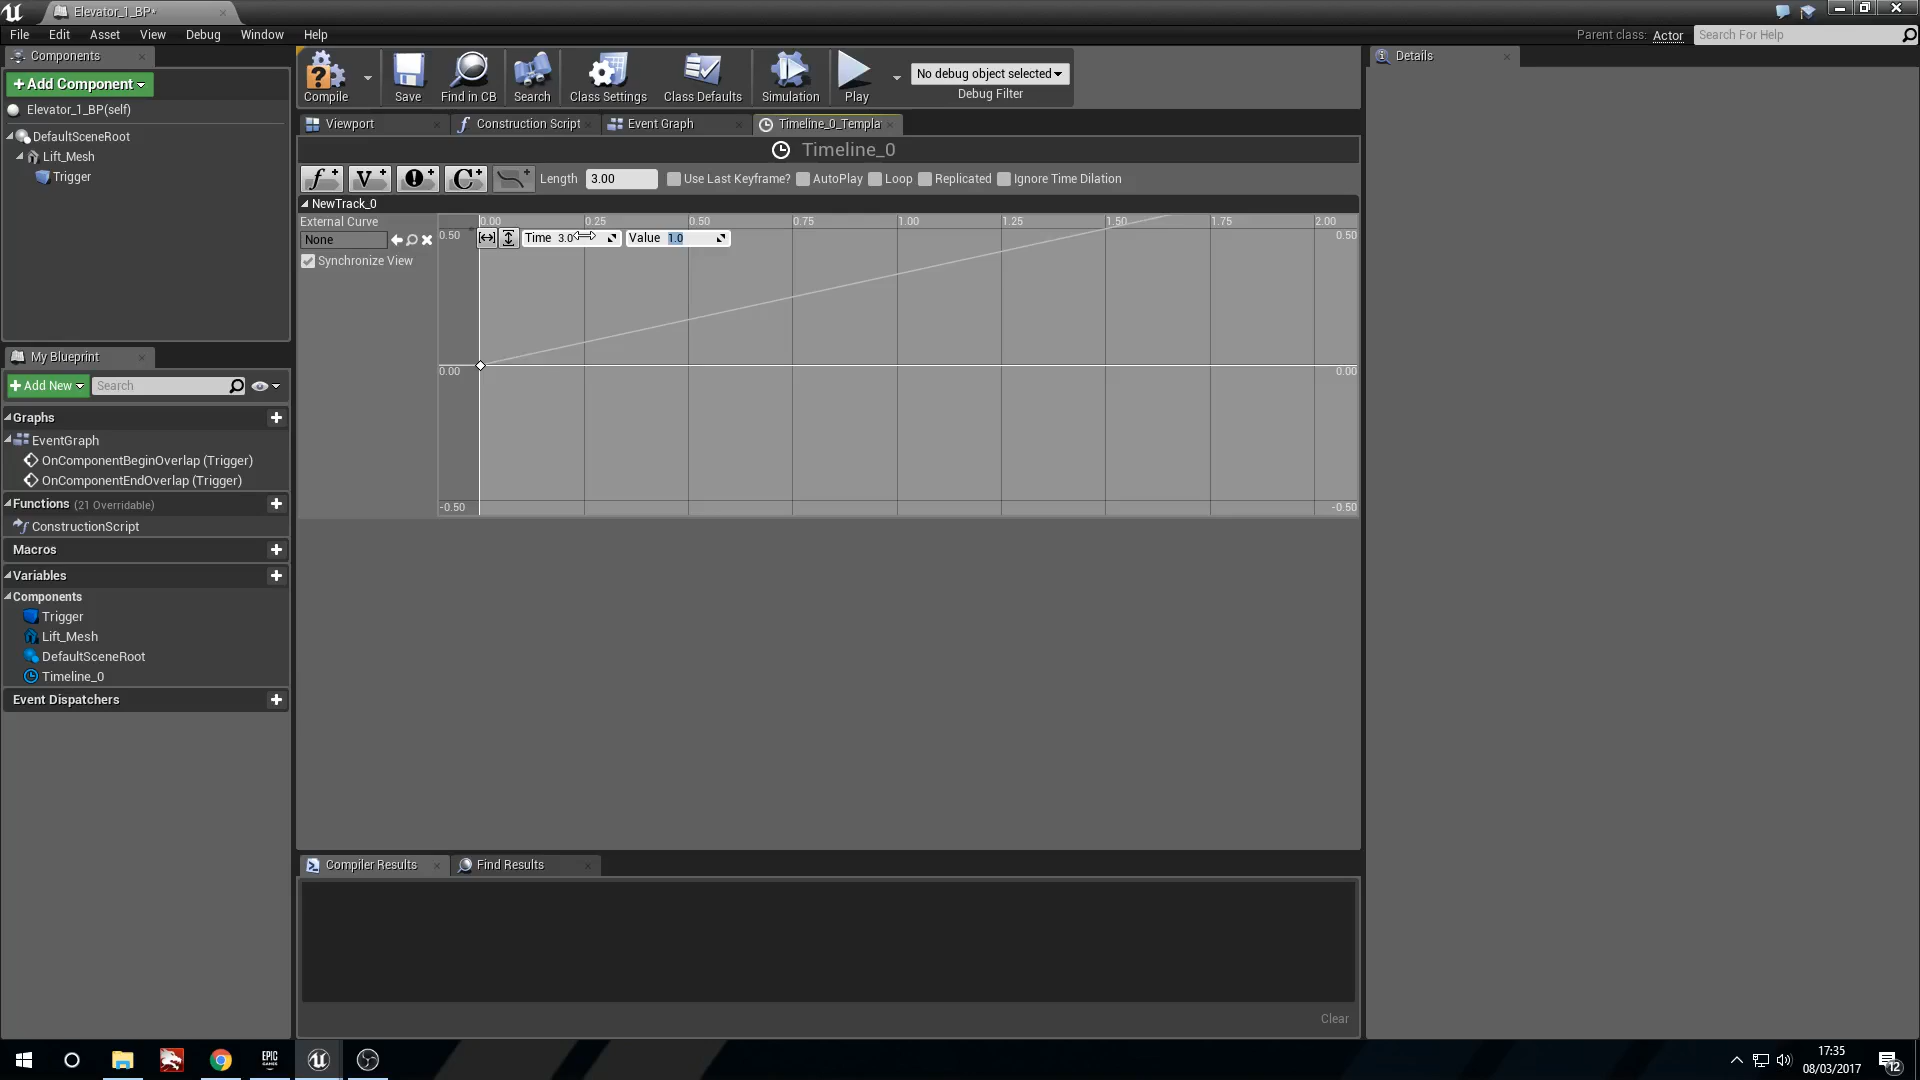 Elevator_1_BP*
File Edit Asset View Debug Window Help
Parent class: Actor
Search For Help
Components
+Add Component
Elevator_1_BP(self)
DefaultSceneRoot
Lift_Mesh
Trigger
Compile
Save
Find in CB
Search
Class Settings
Class Defaults
Simulation
Play
No debug object selected
Debug Filter
Details
Viewport
Construction Script
Event Graph
Timeline_0_Templa
Timeline_0
Length 3.00 Use Last Keyframe? AutoPlay Loop Replicated Ignore Time Dilation
NewTrack_0
External Curve
None
Synchronize View
0.00 0.25 0.50 0.75 1.00 1.25 1.50 1.75 2.00
0.50 0.50
Time 3.0 Value 1.0
0.00 0.00
-0.50 -0.50
My Blueprint
+Add New
Search
Graphs
EventGraph
OnComponentBeginOverlap (Trigger)
OnComponentEndOverlap (Trigger)
Functions (21 Overridable)
ConstructionScript
Macros
Variables
Components
Trigger
Lift_Mesh
DefaultSceneRoot
Timeline_0
Event Dispatchers
Compiler Results
Find Results
Clear
EPIC
GAMES
17:35
08/03/2017
12